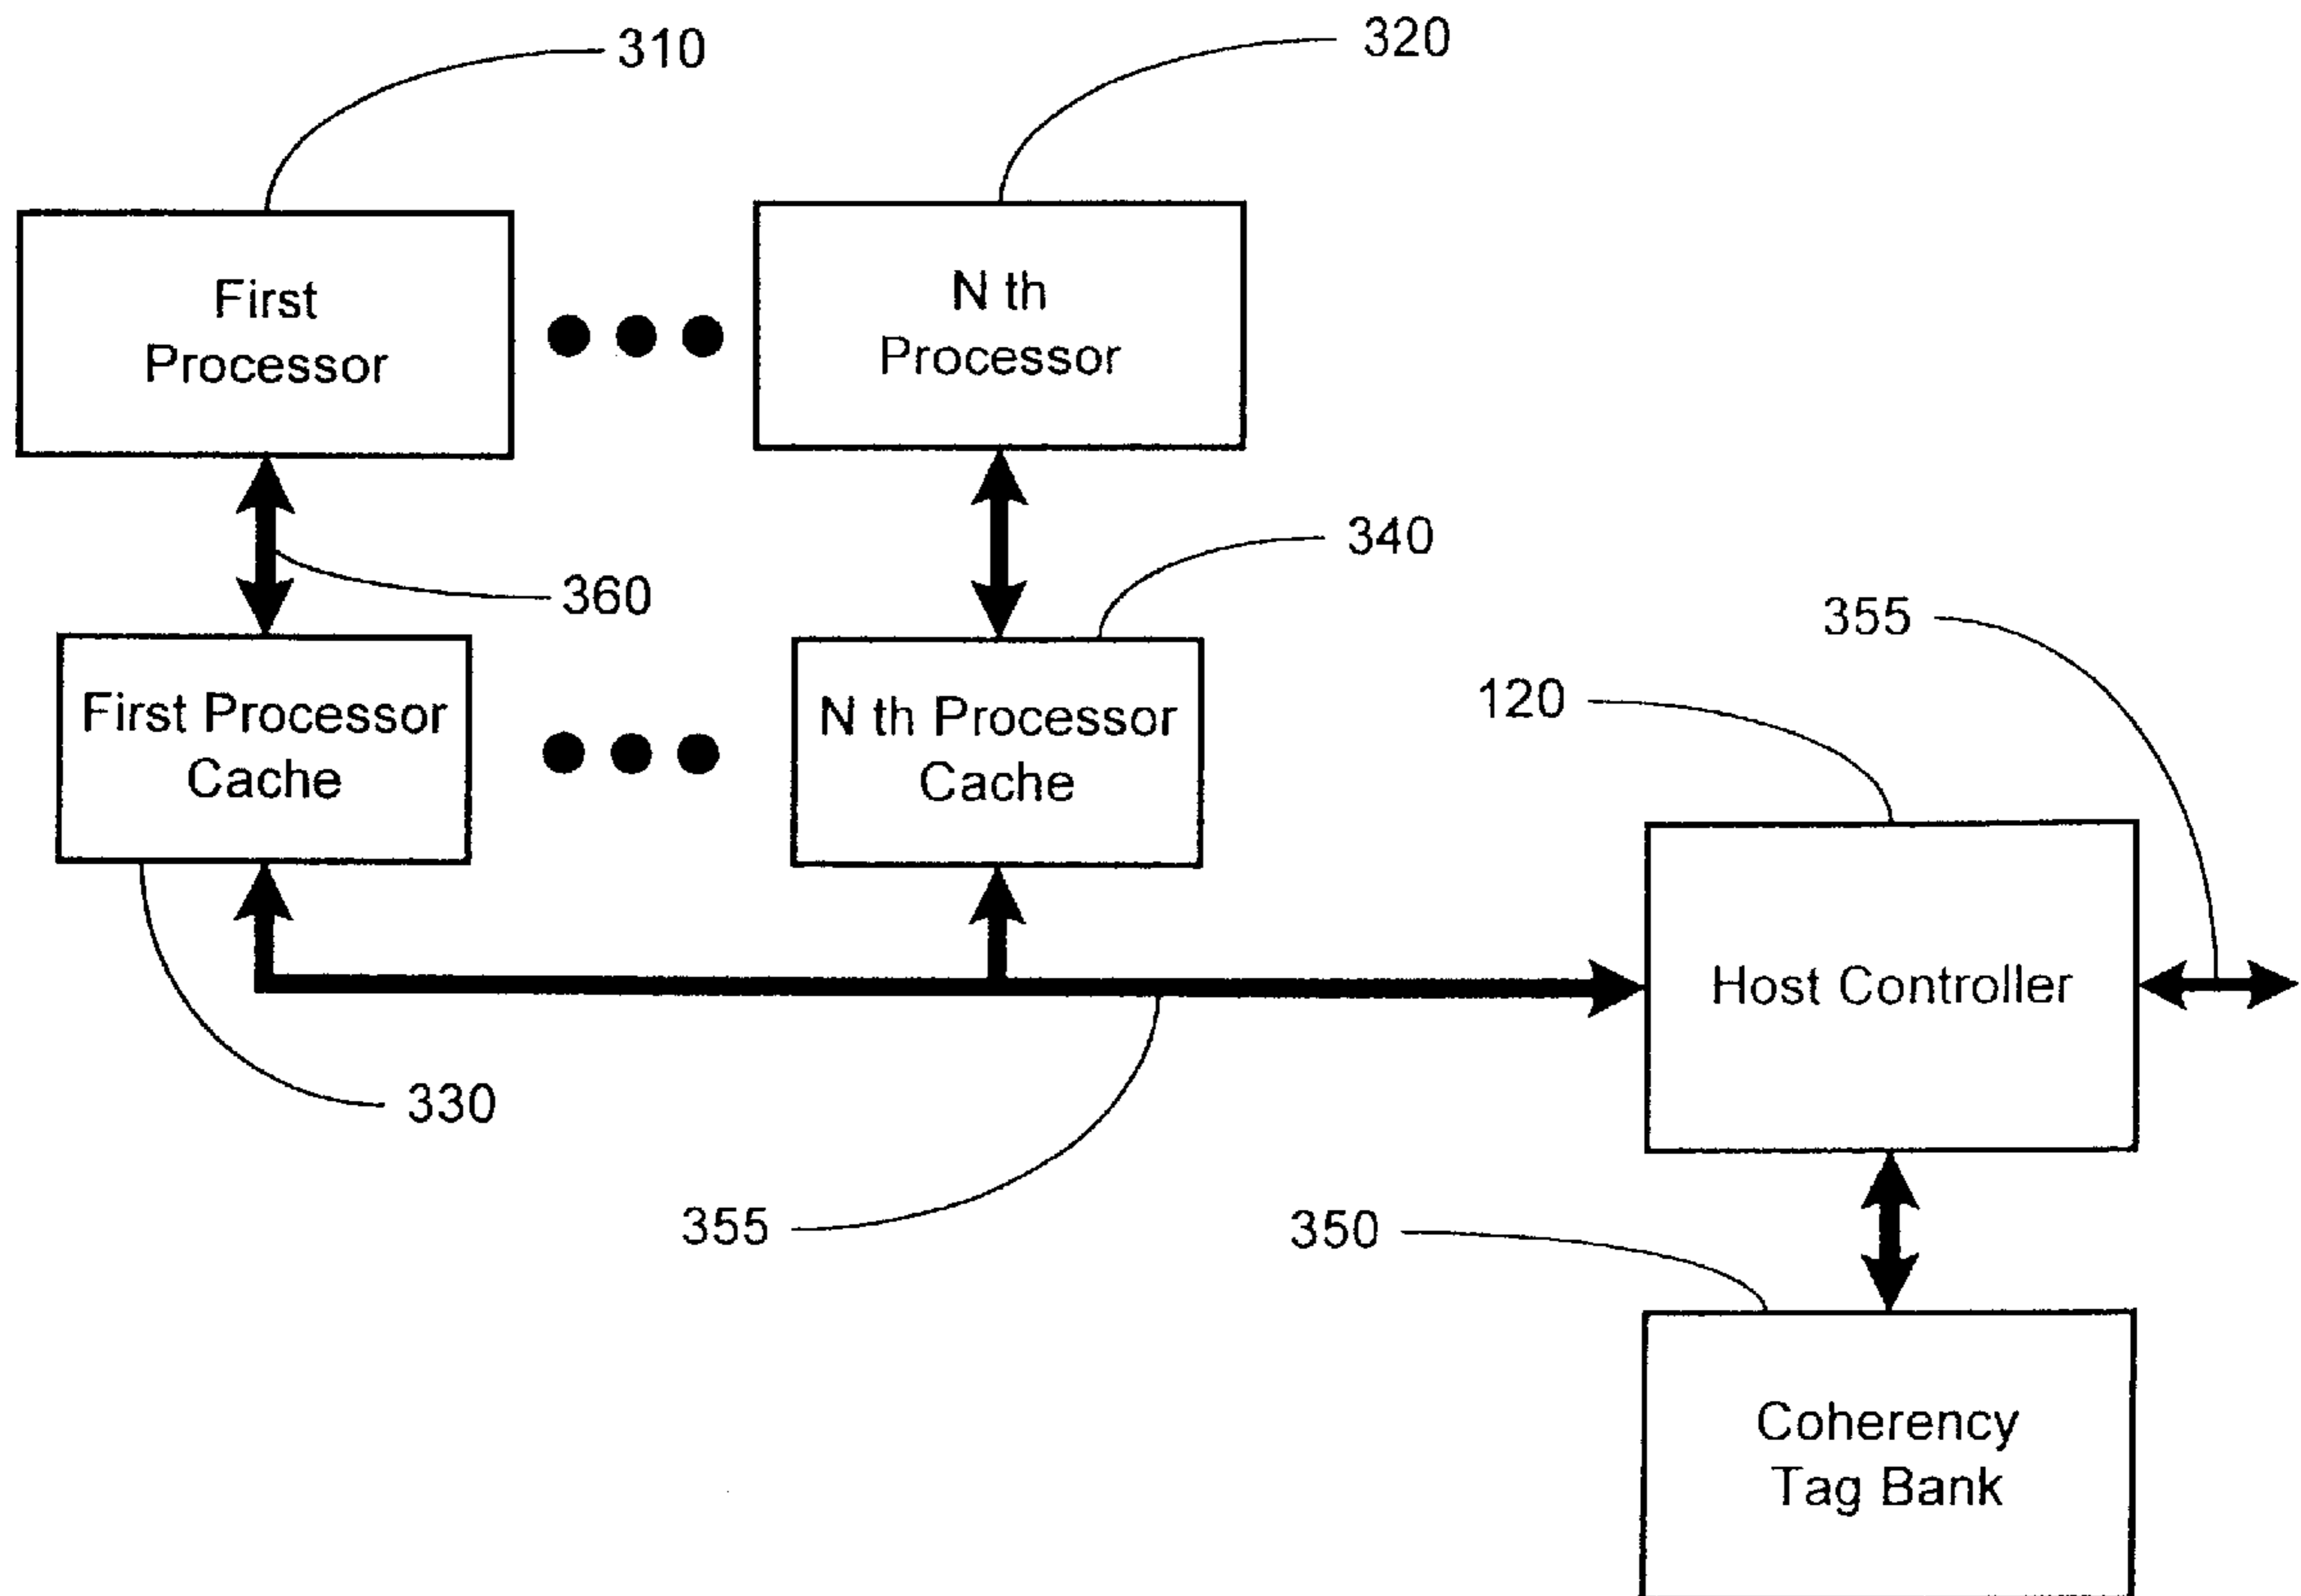 310
320
First
Processor
N th
Processor
360
340
355
First Processor
Cache
N th Processor
Cache
120
Host Controller
330
355
350
Coherency
Tag Bank